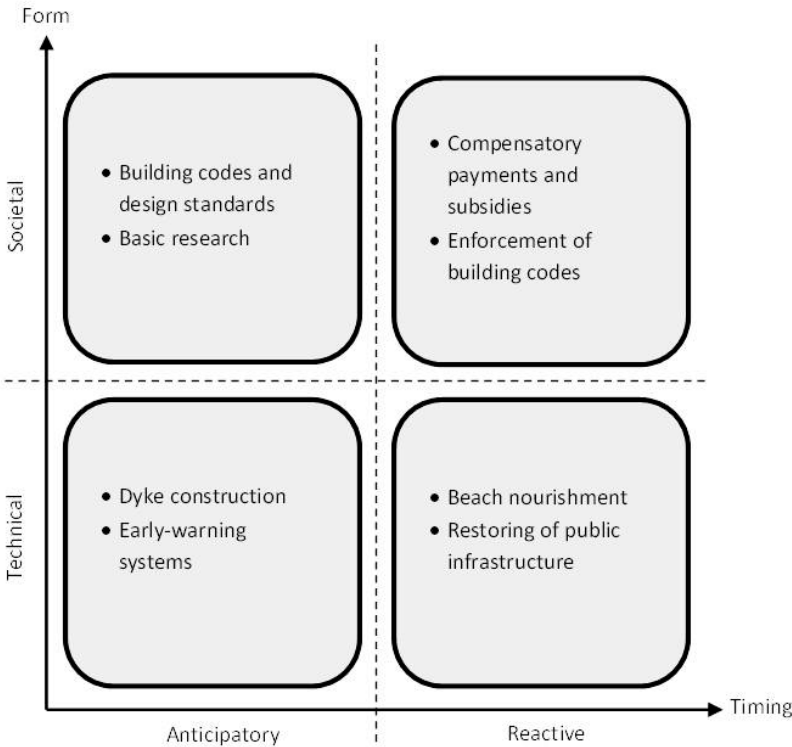 Form
Societal
• Building codes and
design standards
• Basic research
• Compensatory
payments and
subsidies
• Enforcement of
building codes
Technical
• Dyke construction
• Early-warning
systems
• Beach nourishment
• Restoring of public
infrastructure
Timing
Anticipatory
Reactive